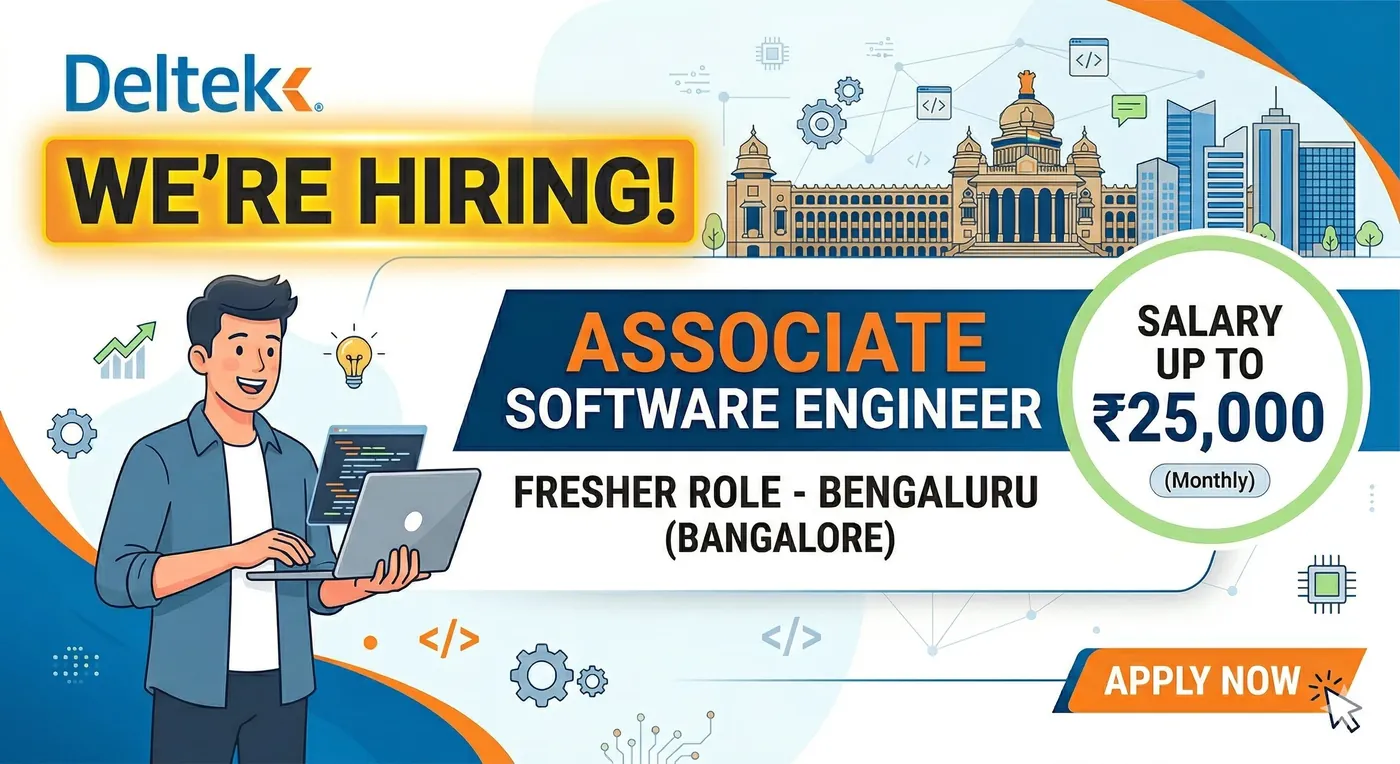 Deltek
WE'RE HIRING!
ASSOCIATE
SOFTWARE ENGINEER
FRESHER ROLE - BENGALURU
(BANGALORE)
SALARY
UP TO
₹25,000
(Monthly)
</>
</>
</>
</>
</>
APPLY NOW